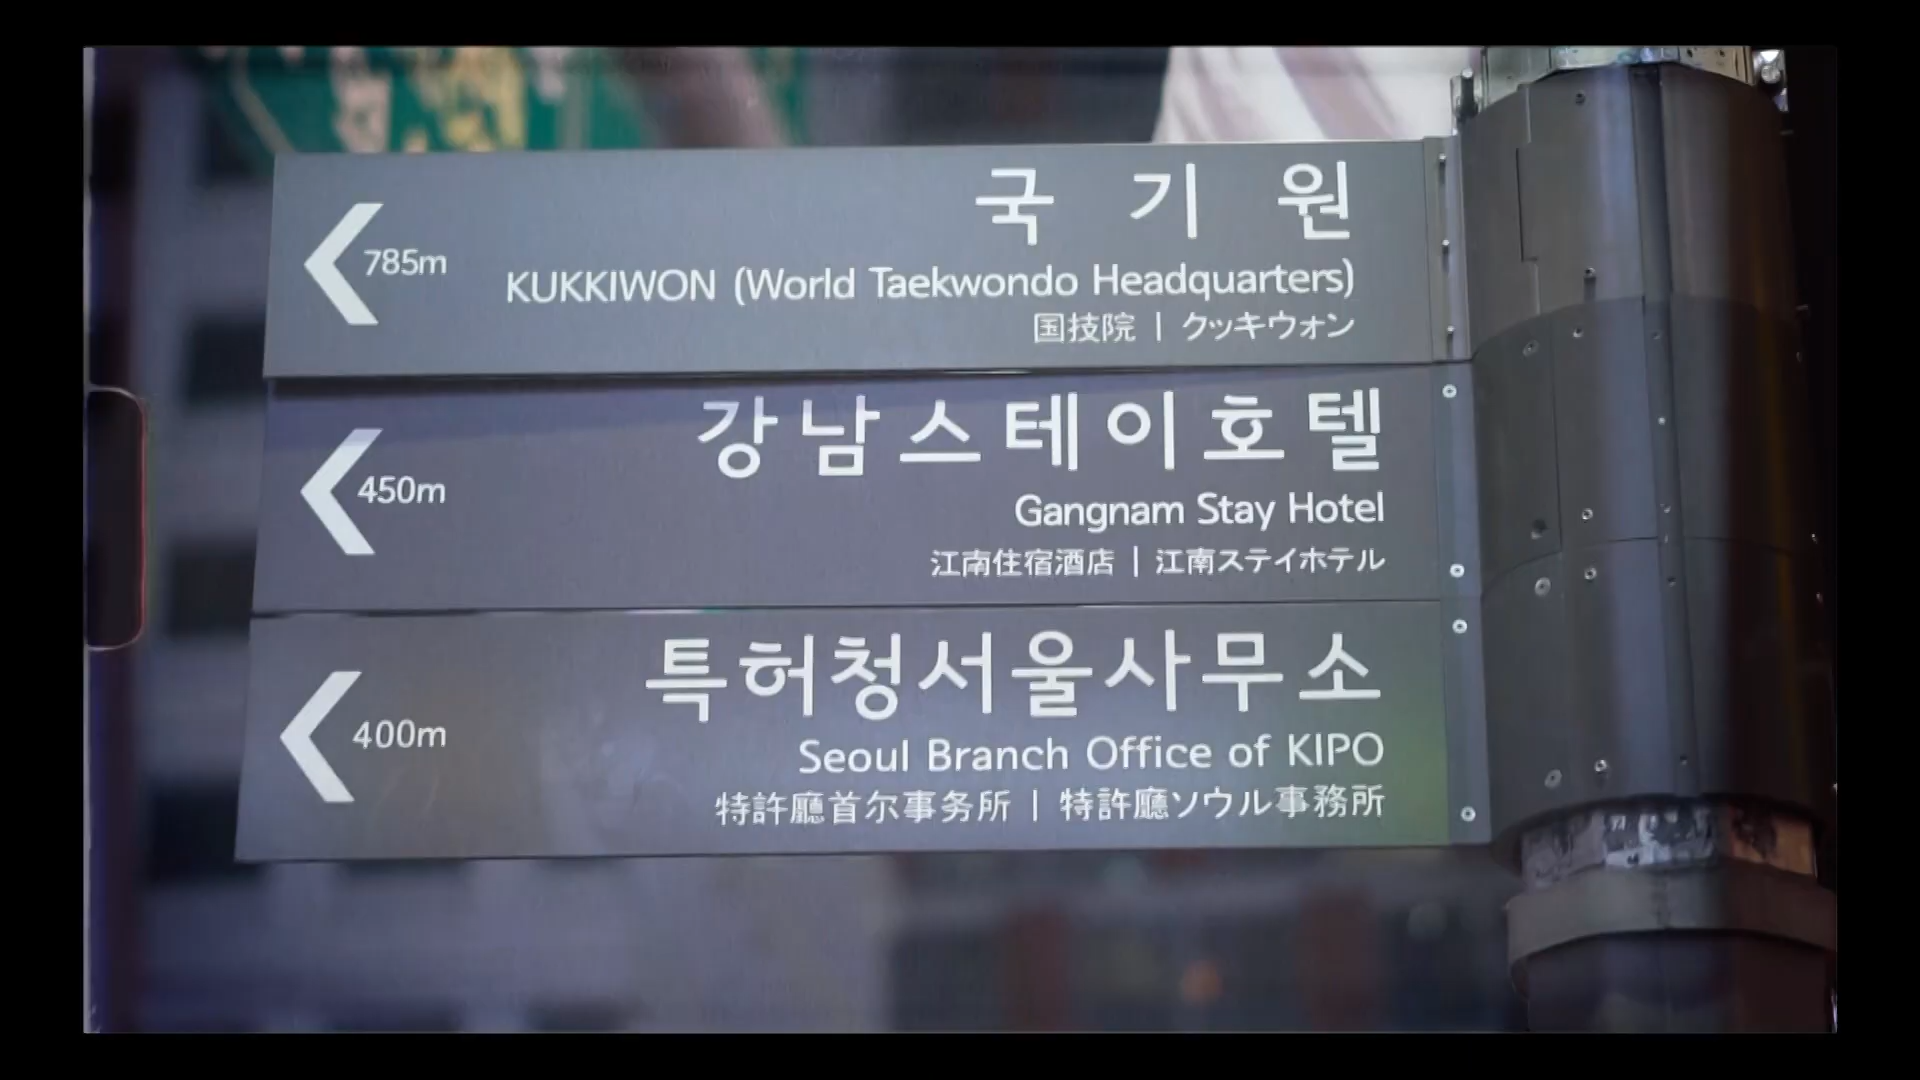 국 기 원
785m
KUKKIWON (World Taekwondo Headquarters)
国技院 | クッキウォン
강남스테이호텔
450m
Gangnam Stay Hotel
江南住宿酒店 | 江南ステイホテル
특허청서울사무소
400m
Seoul Branch Office of KIPO
特許廳首尔事务所 | 特許廳ソウル事務所